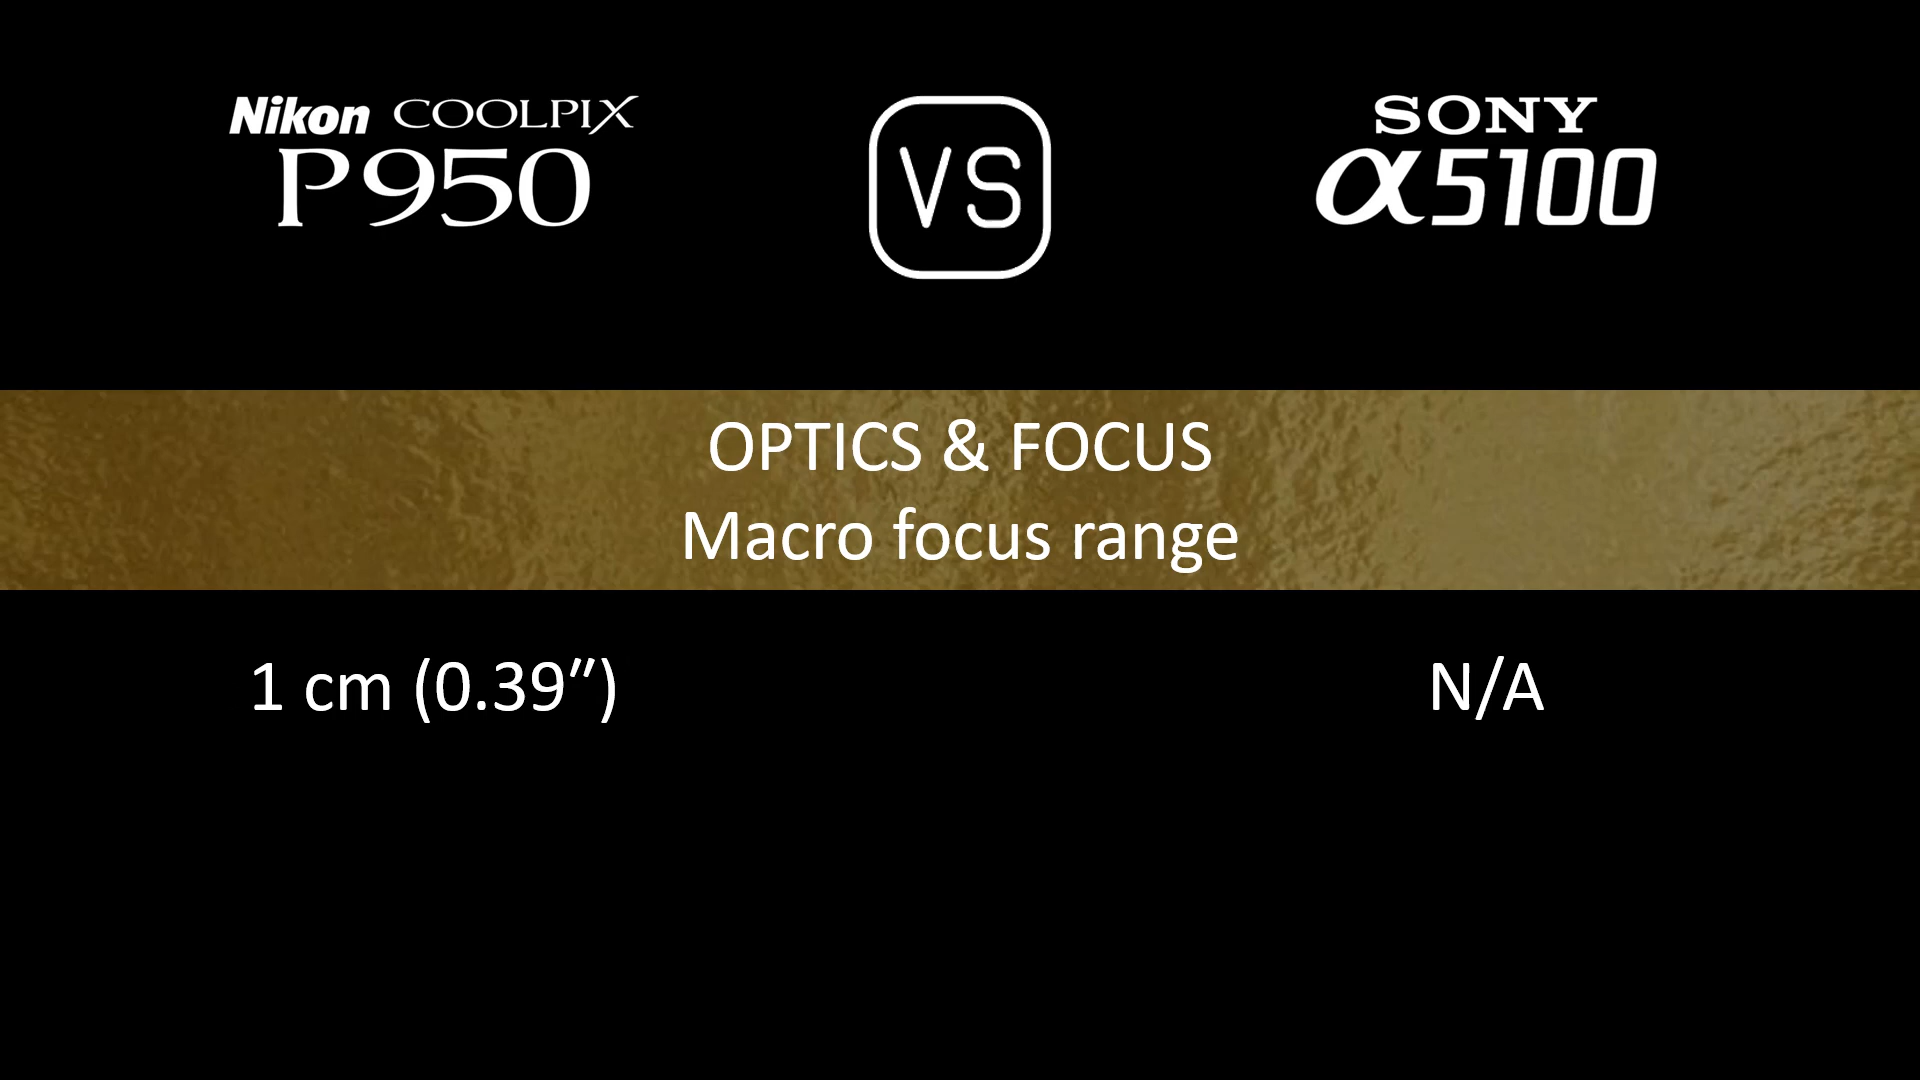 Nikon COOLPIX
P950
VS
SONY
α5100
OPTICS & FOCUS
Macro focus range
1 cm (0.39″)
N/A